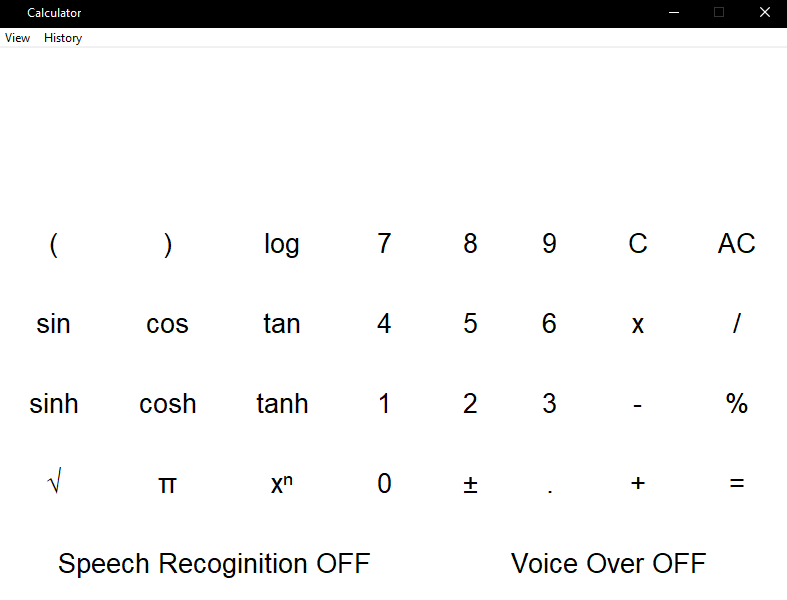 Calculator
View History
( ) log 7 8 9 C AC
sin cos tan 4 5 6 x /
sinh cosh tanh 1 2 3 - %
√ π xⁿ 0 ± . + =
Speech Recoginition OFF Voice Over OFF